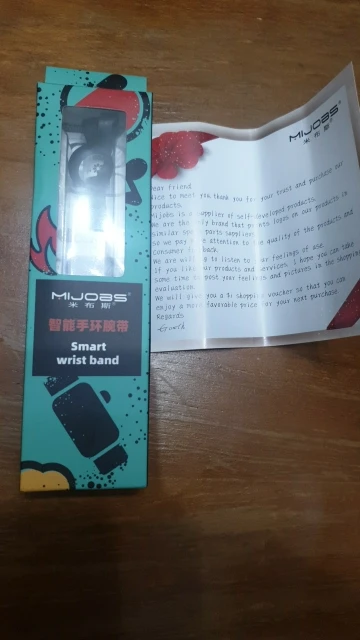 MIJOBS
米布斯
智能手环腕带
Smart
wrist band
MIJOBS
米布斯
ear friend
ice to meet you, thank you for your trust and purchase our
products.
Mijobs is a supplier of self-developed products.
We are the only brand that prints logos on our products in
similar parts suppliers
so we pay more attention to the quality of the products and
consumer feedback.
We are willing to listen to your feelings of use.
If you like our products and services, I hope you can take
some time to post your feelings and pictures in the shopping
evaluation.
We will give you a 1$ shopping voucher so that you can
enjoy a more favorable price for your next purchase
Regards
-Growth